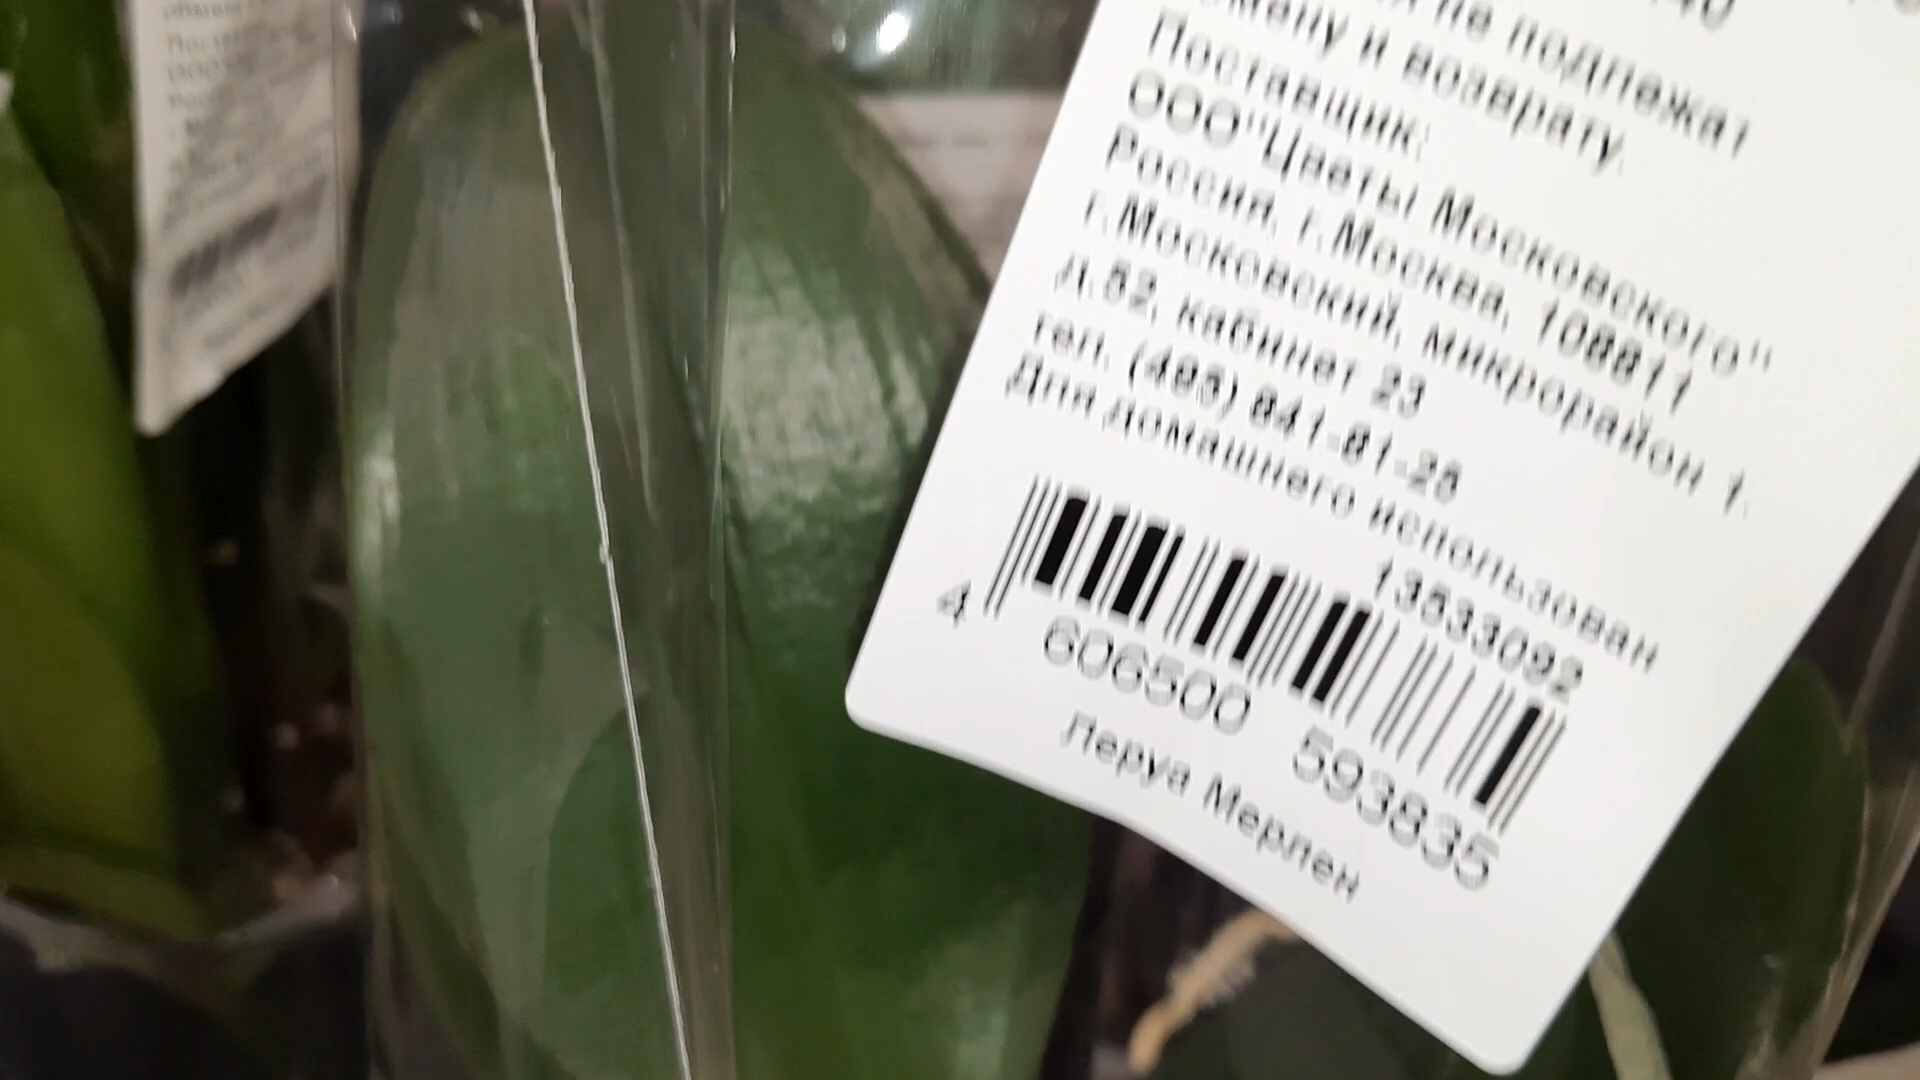 не подлежат
и возврату.
Поставщик:
ООО"Цветы Московского"
Россия, г.Москва, 108811
г.Московский, микрорайон 1.
д.52, кабинет 23
тел. (495) 841-81-25
Для домашнего использован
13533092
4 606500 593835
Леруа Мерлен